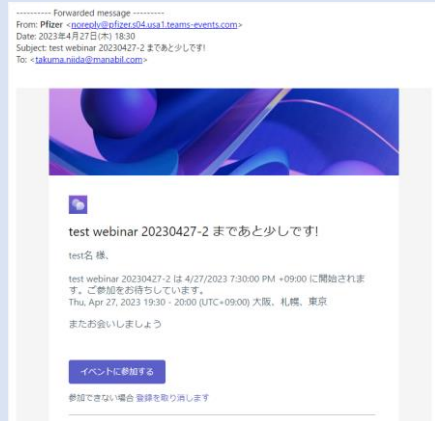 ---------- Forwarded message ---------
From: Pfizer <noreply@pfizer.s04.usa1.teams-events.com>
Date: 2023年4月27日(木) 18:30
Subject: test webinar 20230427-2 まであと少しです!
To: <takuma.niida@manabil.com>
test webinar 20230427-2 まであと少しです!
test名 様、
test webinar 20230427-2 は 4/27/2023 7:30:00 PM +09:00 に開始されま
す。ご参加をお待ちしています。
Thu, Apr 27, 2023 19:30 - 20:00 (UTC+09:00) 大阪、札幌、東京
またお会いしましょう
イベントに参加する
参加できない場合 登録を取り消します